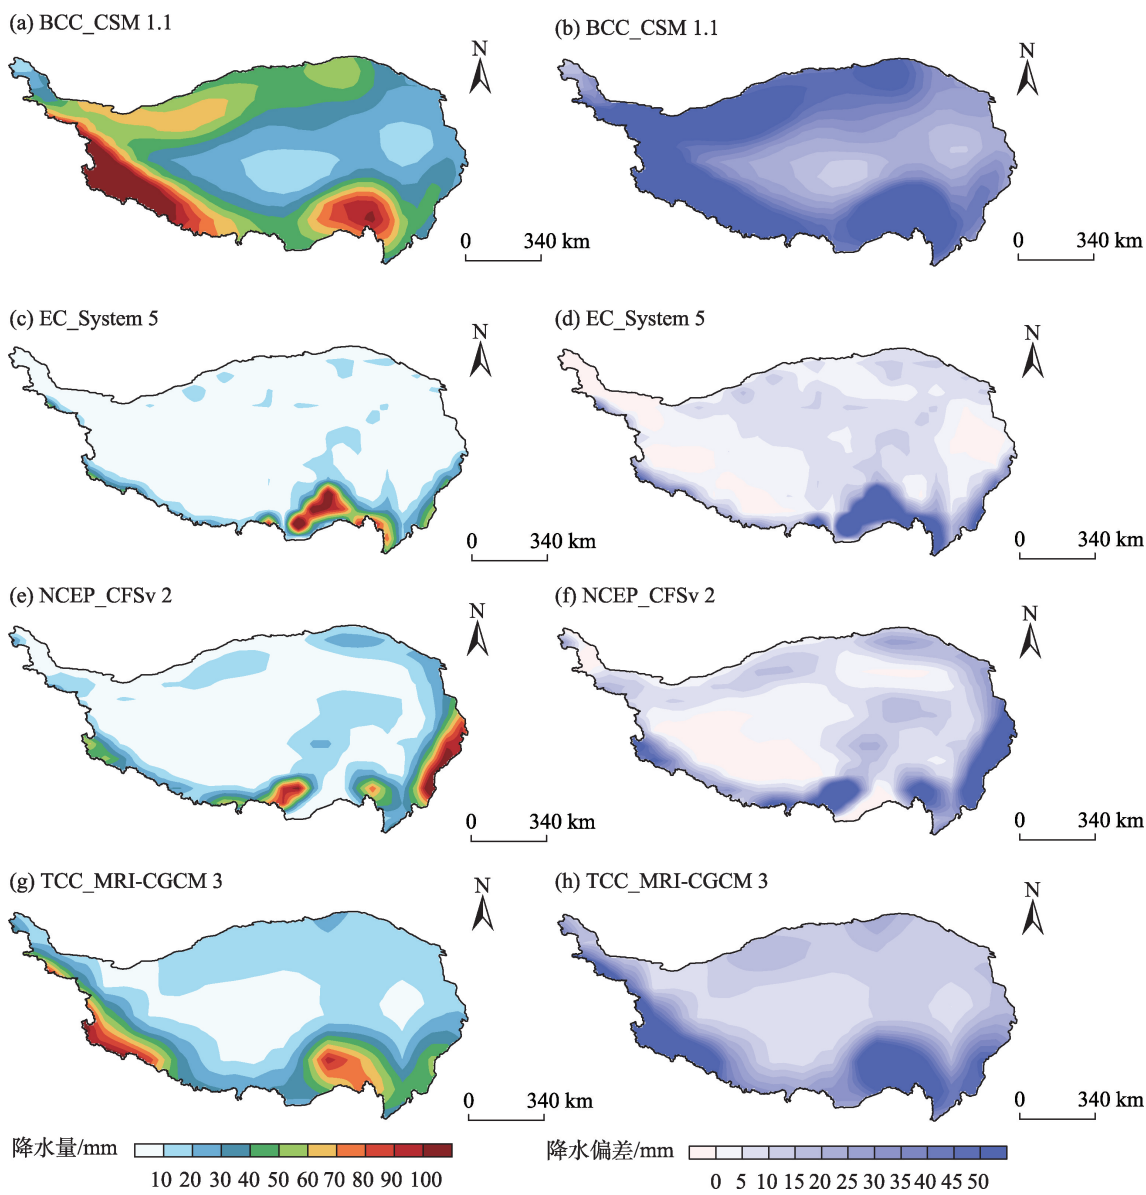 (a) BCC_CSM 1.1
(b) BCC_CSM 1.1
N
N
0 340 km
0 340 km
(c) EC_System 5
(d) EC_System 5
N
N
0 340 km
0 340 km
(e) NCEP_CFSv 2
(f) NCEP_CFSv 2
N
N
0 340 km
0 340 km
(g) TCC_MRI-CGCM 3
(h) TCC_MRI-CGCM 3
N
N
0 340 km
0 340 km
降水量/mm
10 20 30 40 50 60 70 80 90 100
降水偏差/mm
0 5 10 15 20 25 30 35 40 45 50